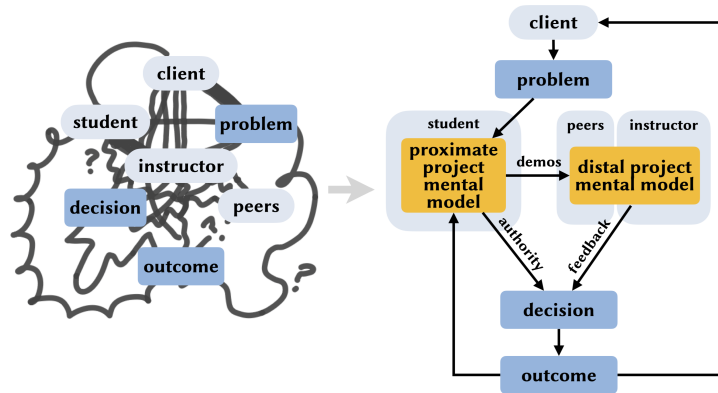 client
student
problem
?
instructor
decision
peers
?
outcome
?
client
problem
student
peers
instructor
proximate
project
mental
model
demos
distal project
mental model
authority
feedback
decision
outcome